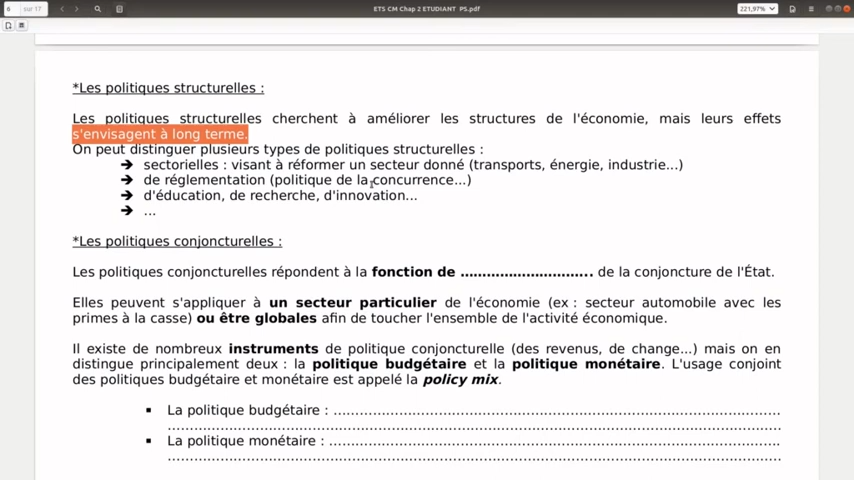 6
sur 17
ETS CM Chap 2 ETUDIANT PS.pdf
221,97%
*Les politiques structurelles :
Les politiques structurelles cherchent à améliorer les structures de l'économie, mais leurs effets
s'envisagent à long terme.
On peut distinguer plusieurs types de politiques structurelles :
➔ sectorielles : visant à réformer un secteur donné (transports, énergie, industrie...)
➔ de réglementation (politique de la concurrence...)
➔ d'éducation, de recherche, d'innovation...
➔ ...
*Les politiques conjoncturelles :
Les politiques conjoncturelles répondent à la fonction de ................................ de la conjoncture de l'État.
Elles peuvent s'appliquer à un secteur particulier de l'économie (ex : secteur automobile avec les
primes à la casse) ou être globales afin de toucher l'ensemble de l'activité économique.
Il existe de nombreux instruments de politique conjoncturelle (des revenus, de change...) mais on en
distingue principalement deux : la politique budgétaire et la politique monétaire. L'usage conjoint
des politiques budgétaire et monétaire est appelé la policy mix.
▪ La politique budgétaire : ................................................................................
................................................................................
▪ La politique monétaire : ................................................................................
................................................................................